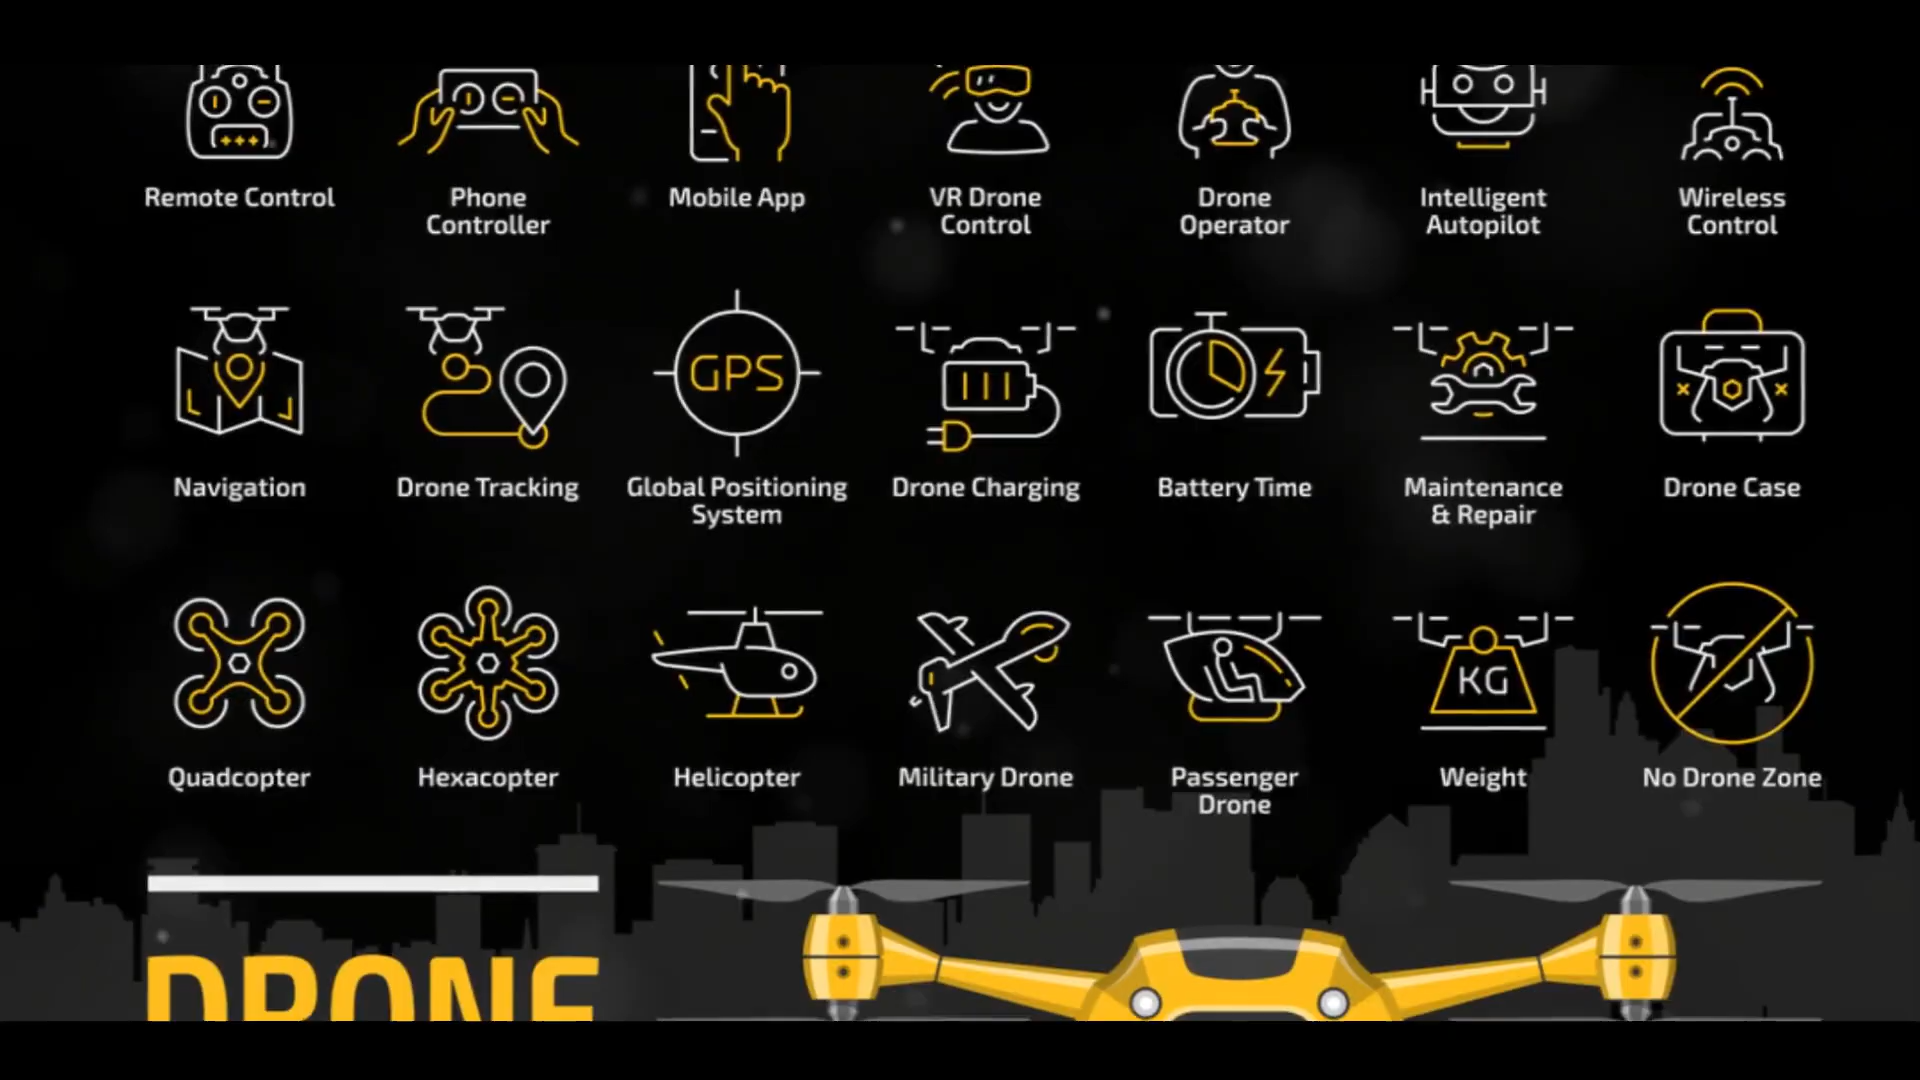 Remote Control
Phone
Controller
Mobile App
VR Drone
Control
Drone
Operator
Intelligent
Autopilot
Wireless
Control
Navigation
Drone Tracking
GPS
Global Positioning
System
Drone Charging
Battery Time
Maintenance
& Repair
Drone Case
Quadcopter
Hexacopter
Helicopter
Military Drone
Passenger
Drone
KG
Weight
No Drone Zone
DRONE